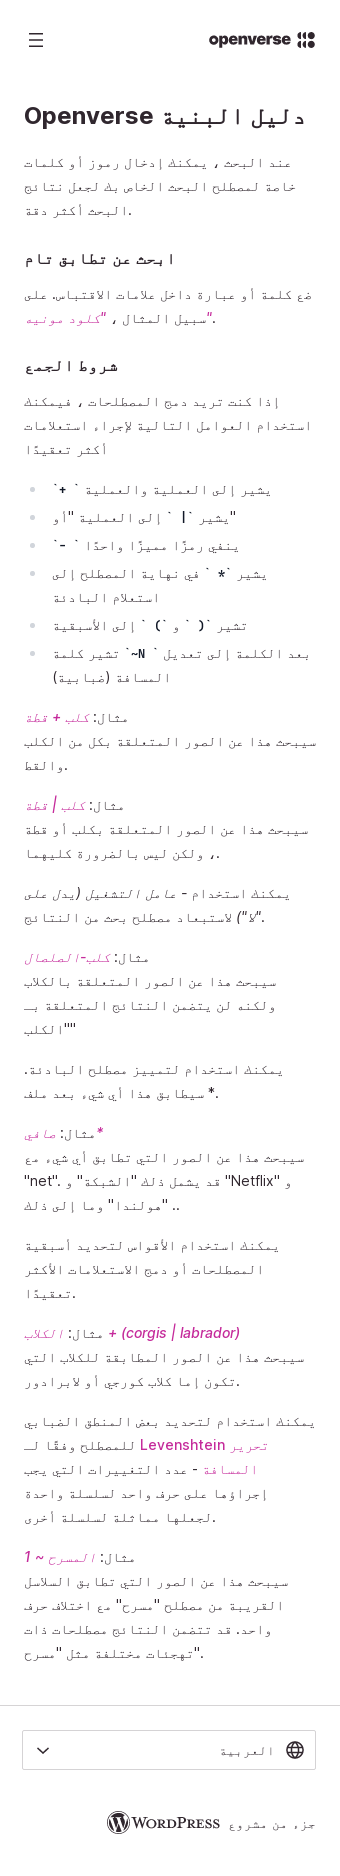 openverse
دليل البنية Openverse
عند البحث ، يمكنك إدخال رموز أو كلمات
خاصة لمصطلح البحث الخاص بك لجعل نتائج
البحث أكثر دقة.
ابحث عن تطابق تام
ضع كلمة أو عبارة داخل علامات الاقتباس. على
سبيل المثال ، "كلود مونيه".
شروط الجمع
إذا كنت تريد دمج المصطلحات ، فيمكنك
استخدام العوامل التالية لإجراء استعلامات
أكثر تعقيدًا
يشير إلى العملية والعملية ` +`
"يشير ` |` إلى العملية "أو
ينفي رمزًا مميزًا واحدًا ` -`
يشير ` *` في نهاية المصطلح إلى
استعلام البادئة
تشير ` (` و ` )` إلى الأسبقية
بعد الكلمة إلى تعديل ` ~N` تشير كلمة
المسافة (ضبابية)
مثال: كلب + قطة
سيبحث هذا عن الصور المتعلقة بكل من الكلب
والقط.
مثال: كلب | قطة
سيبحث هذا عن الصور المتعلقة بكلب أو قطة
، ولكن ليس بالضرورة كليهما.
يمكنك استخدام - عامل التشغيل (يدل على
"لا") لاستبعاد مصطلح بحث من النتائج.
مثال: كلب-الصلصال
سيبحث هذا عن الصور المتعلقة بالكلاب
ولكنه لن يتضمن النتائج المتعلقة بـ
"الكلب"
يمكنك استخدام لتمييز مصطلح البادئة.
سيطابق هذا أي شيء بعد ملف *.
مثال: صافي*
سيبحث هذا عن الصور التي تطابق أي شيء مع
"net". قد يشمل ذلك "الشبكة" و "Netflix" و
"هولندا" وما إلى ذلك ..
يمكنك استخدام الأقواس لتحديد أسبقية
المصطلحات أو دمج الاستعلامات الأكثر
تعقيدًا.
مثال: الكلاب + (corgis | labrador)
سيبحث هذا عن الصور المطابقة للكلاب التي
تكون إما كلاب كورجي أو لابرادور.
يمكنك استخدام لتحديد بعض المنطق الضبابي
للمصطلح وفقًا لـ Levenshtein تحرير
المسافة - عدد التغييرات التي يجب
إجراؤها على حرف واحد لسلسلة واحدة
لجعلها مماثلة لسلسلة أخرى.
مثال: المسرح ~ 1
سيبحث هذا عن الصور التي تطابق السلاسل
القريبة من مصطلح "مسرح" مع اختلاف حرف
واحد. قد تتضمن النتائج مصطلحات ذات
تهجئات مختلفة مثل "مسرح".
العربية
جزء من مشروع WORDPRESS